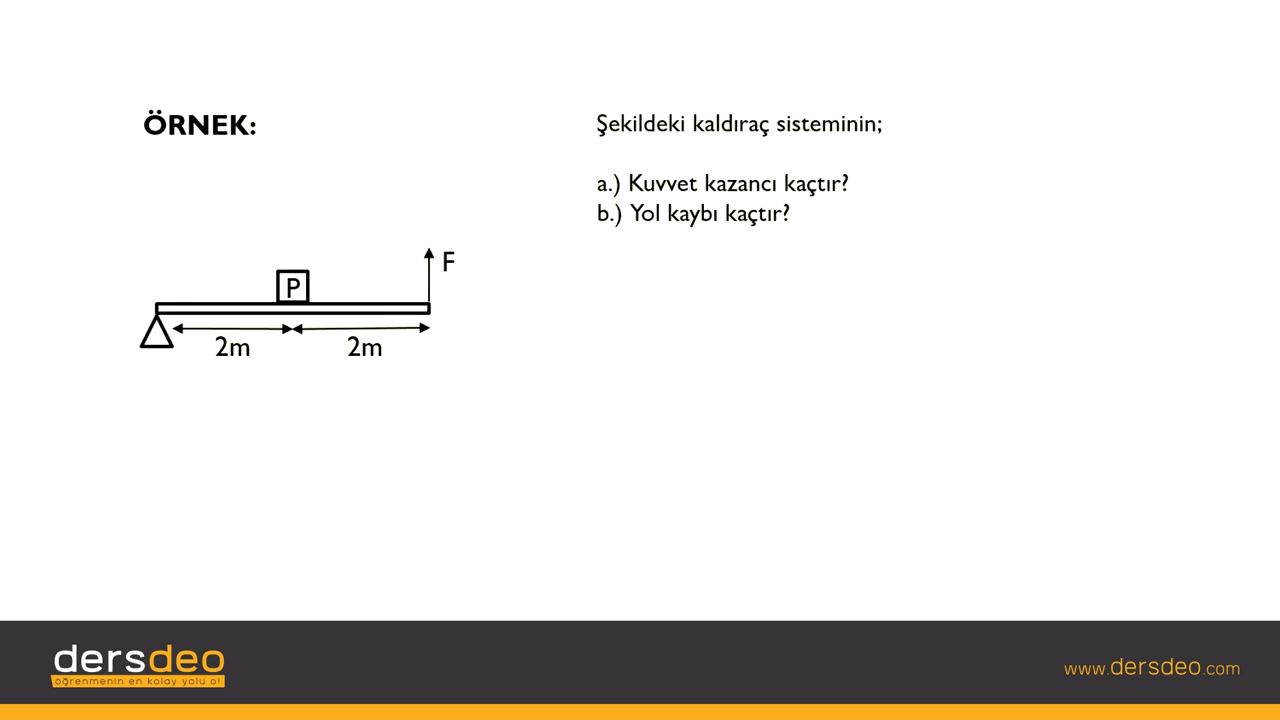 ÖRNEK:
Şekildeki kaldıraç sisteminin;
a.) Kuvvet kazancı kaçtır?
b.) Yol kaybı kaçtır?
F
P
2m
2m
dersdeo
öğrenmenin en kolay yolu o!
www.dersdeo.com